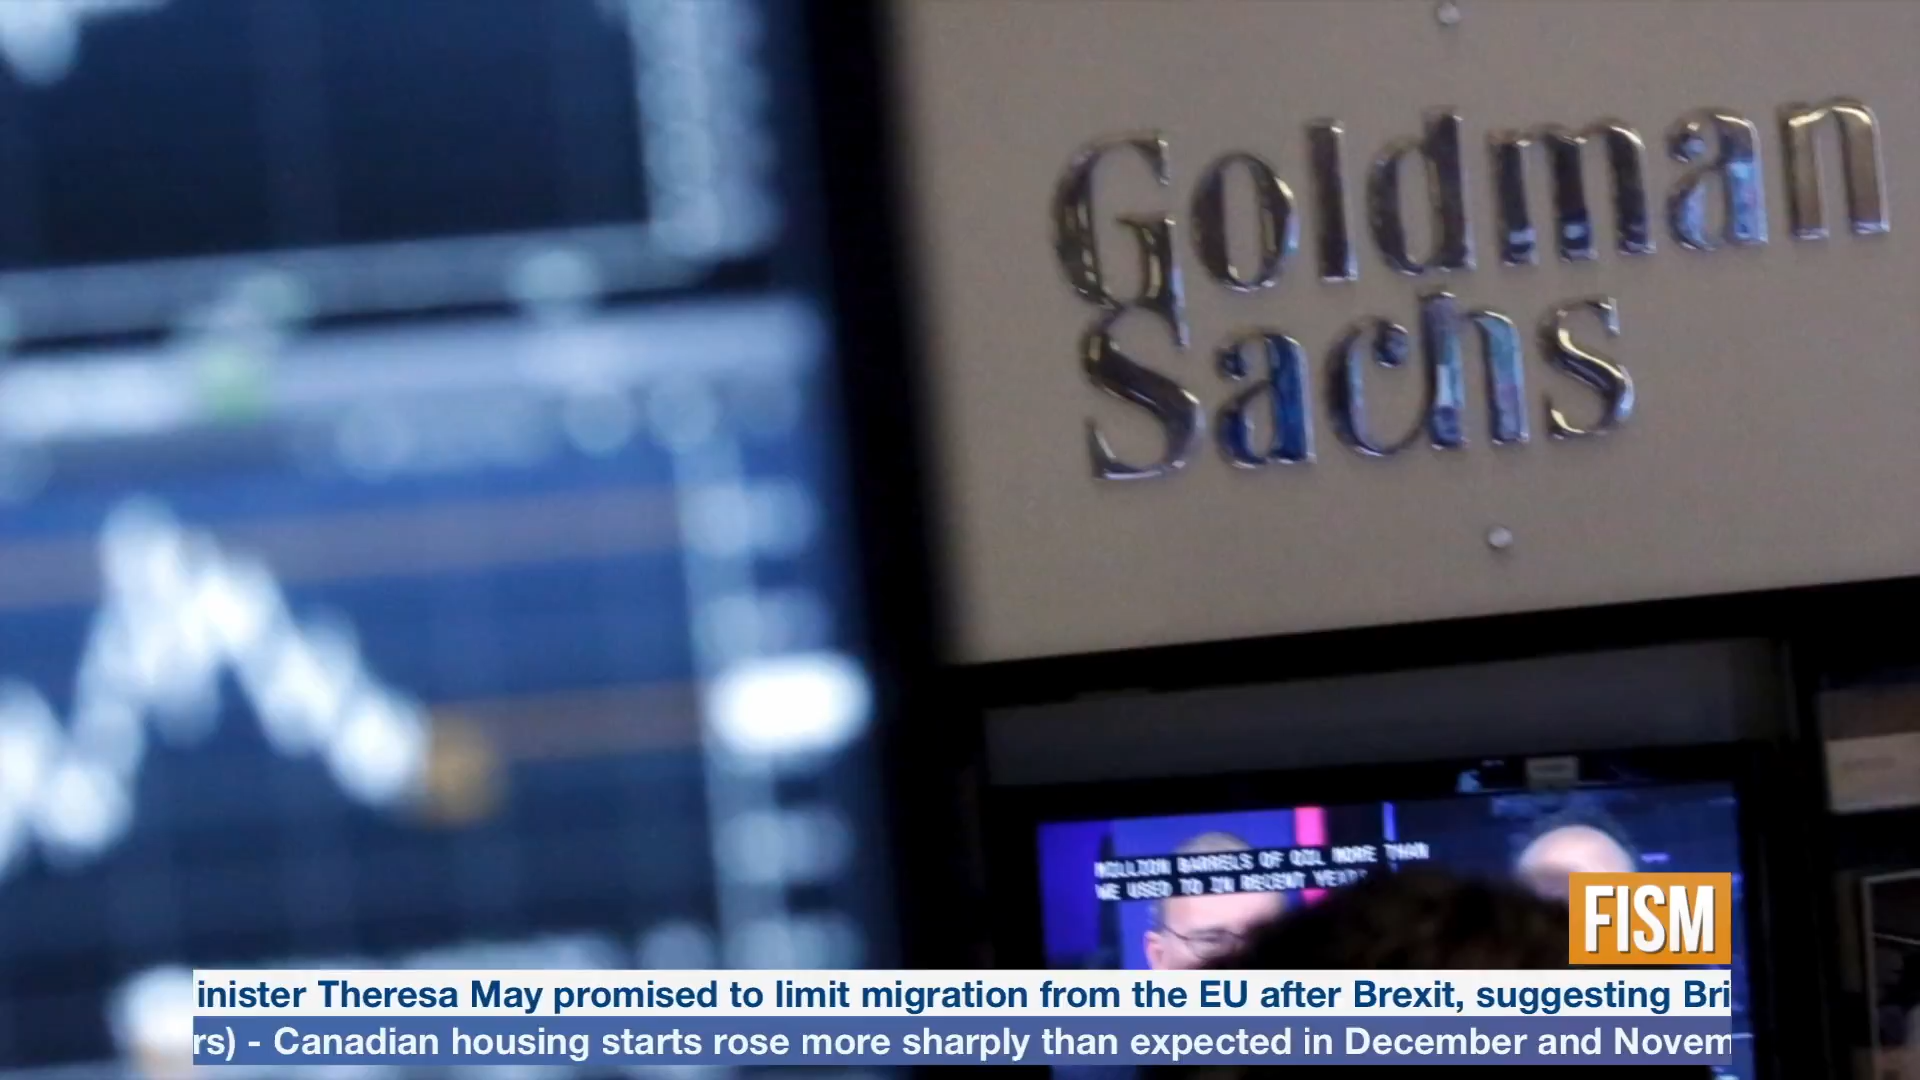 Goldman
Sachs
MILLION BARRELS OF OIL MORE THAN
WE USED TO IN RECENT
FISM
inister Theresa May promised to limit migration from the EU after Brexit, suggesting Bri
rs) - Canadian housing starts rose more sharply than expected in December and Novem